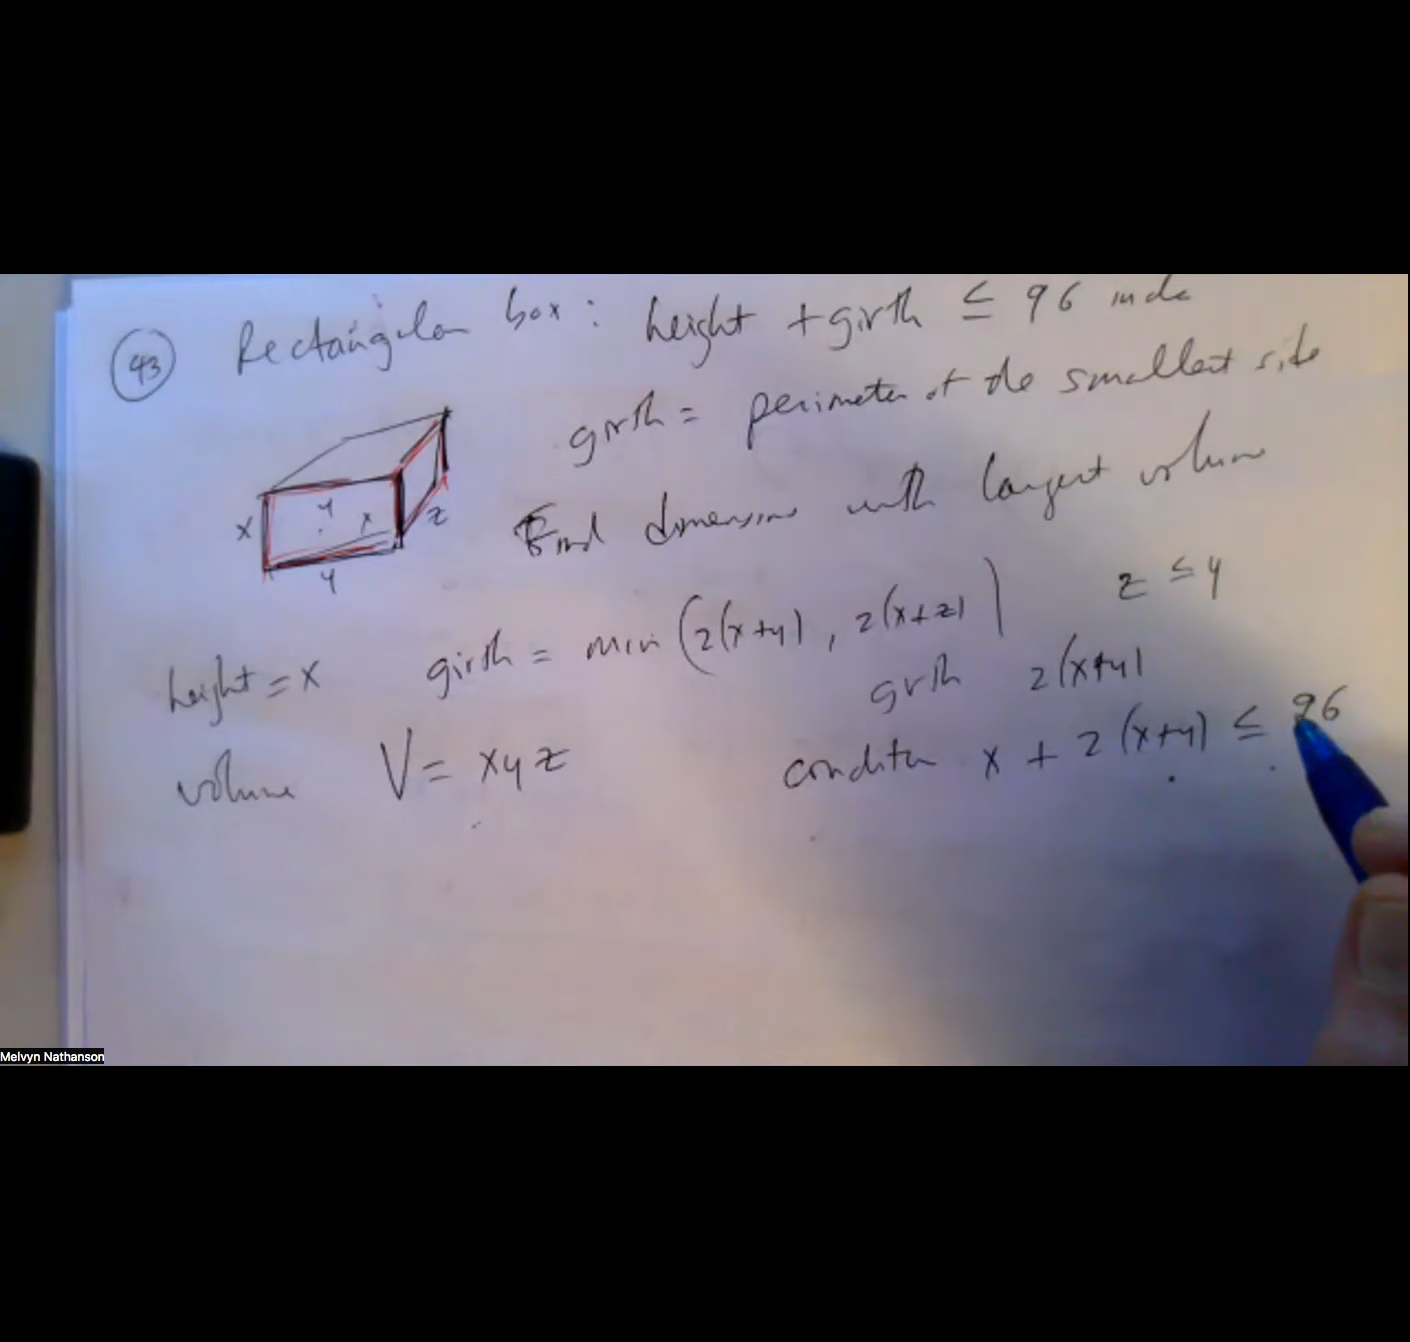 43 Rectangular box: height + girth ≤ 96 inche
girth = perimeter of the smallest side
Find dimensions with largest volume
x y x z
y
height = x girth = min (2(x+y), 2(x+z)) z ≤ y
girth 2(x+y)
volume V = xyz condition x + 2(x+y) ≤ 96
Melvyn Nathanson